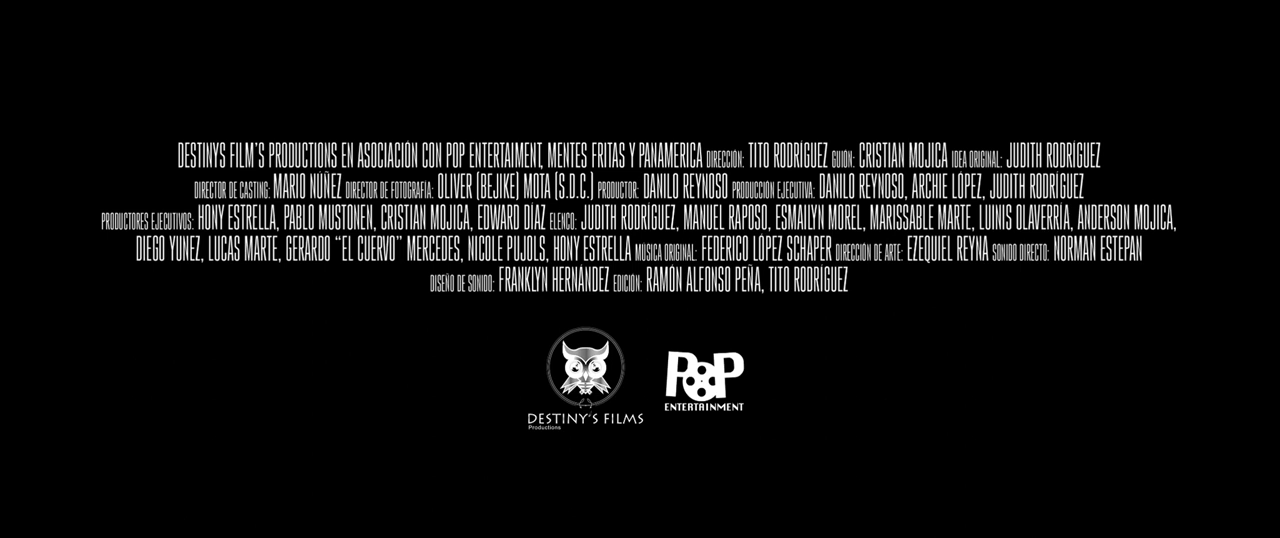 DESTINYS FILM'S PRODUCTIONS EN ASOCIACIÓN CON POP ENTERTAIMENT, MENTES FRITAS Y PANAMERICA DIRECCIÓN: TITO RODRÍGUEZ GUIÓN: CRISTIAN MOJICA IDEA ORIGINAL: JUDITH RODRÍGUEZ
DIRECTOR DE CASTING: MARIO NÚÑEZ DIRECTOR DE FOTOGRAFÍA: OLIVER (BEJIKE) MOTA (S.D.C.) PRODUCTOR: DANILO REYNOSO PRODUCCIÓN EJECUTIVA: DANILO REYNOSO, ARCHIE LÓPEZ, JUDITH RODRÍGUEZ
PRODUCTORES EJECUTIVOS: HONY ESTRELLA, PABLO MUSTONEN, CRISTIAN MOJICA, EDWARD DÍAZ ELENCO: JUDITH RODRÍGUEZ, MANUEL RAPOSO, ESMAILYN MOREL, MARISSABLE MARTE, LUINIS OLAVERRÍA, ANDERSON MOJICA,
DIEGO YUNEZ, LUCAS MARTE, GERARDO "EL CUERVO" MERCEDES, NICOLE PUJOLS, HONY ESTRELLA MÚSICA ORIGINAL: FEDERICO LÓPEZ SCHAPER DIRECCIÓN DE ARTE: EZEQUIEL REYNA SONIDO DIRECTO: NORMAN ESTEPAN
DISEÑO DE SONIDO: FRANKLYN HERNÁNDEZ EDICIÓN: RAMÓN ALFONSO PEÑA, TITO RODRÍGUEZ
DESTINY'S FILMS
Productions
POP
ENTERTAINMENT